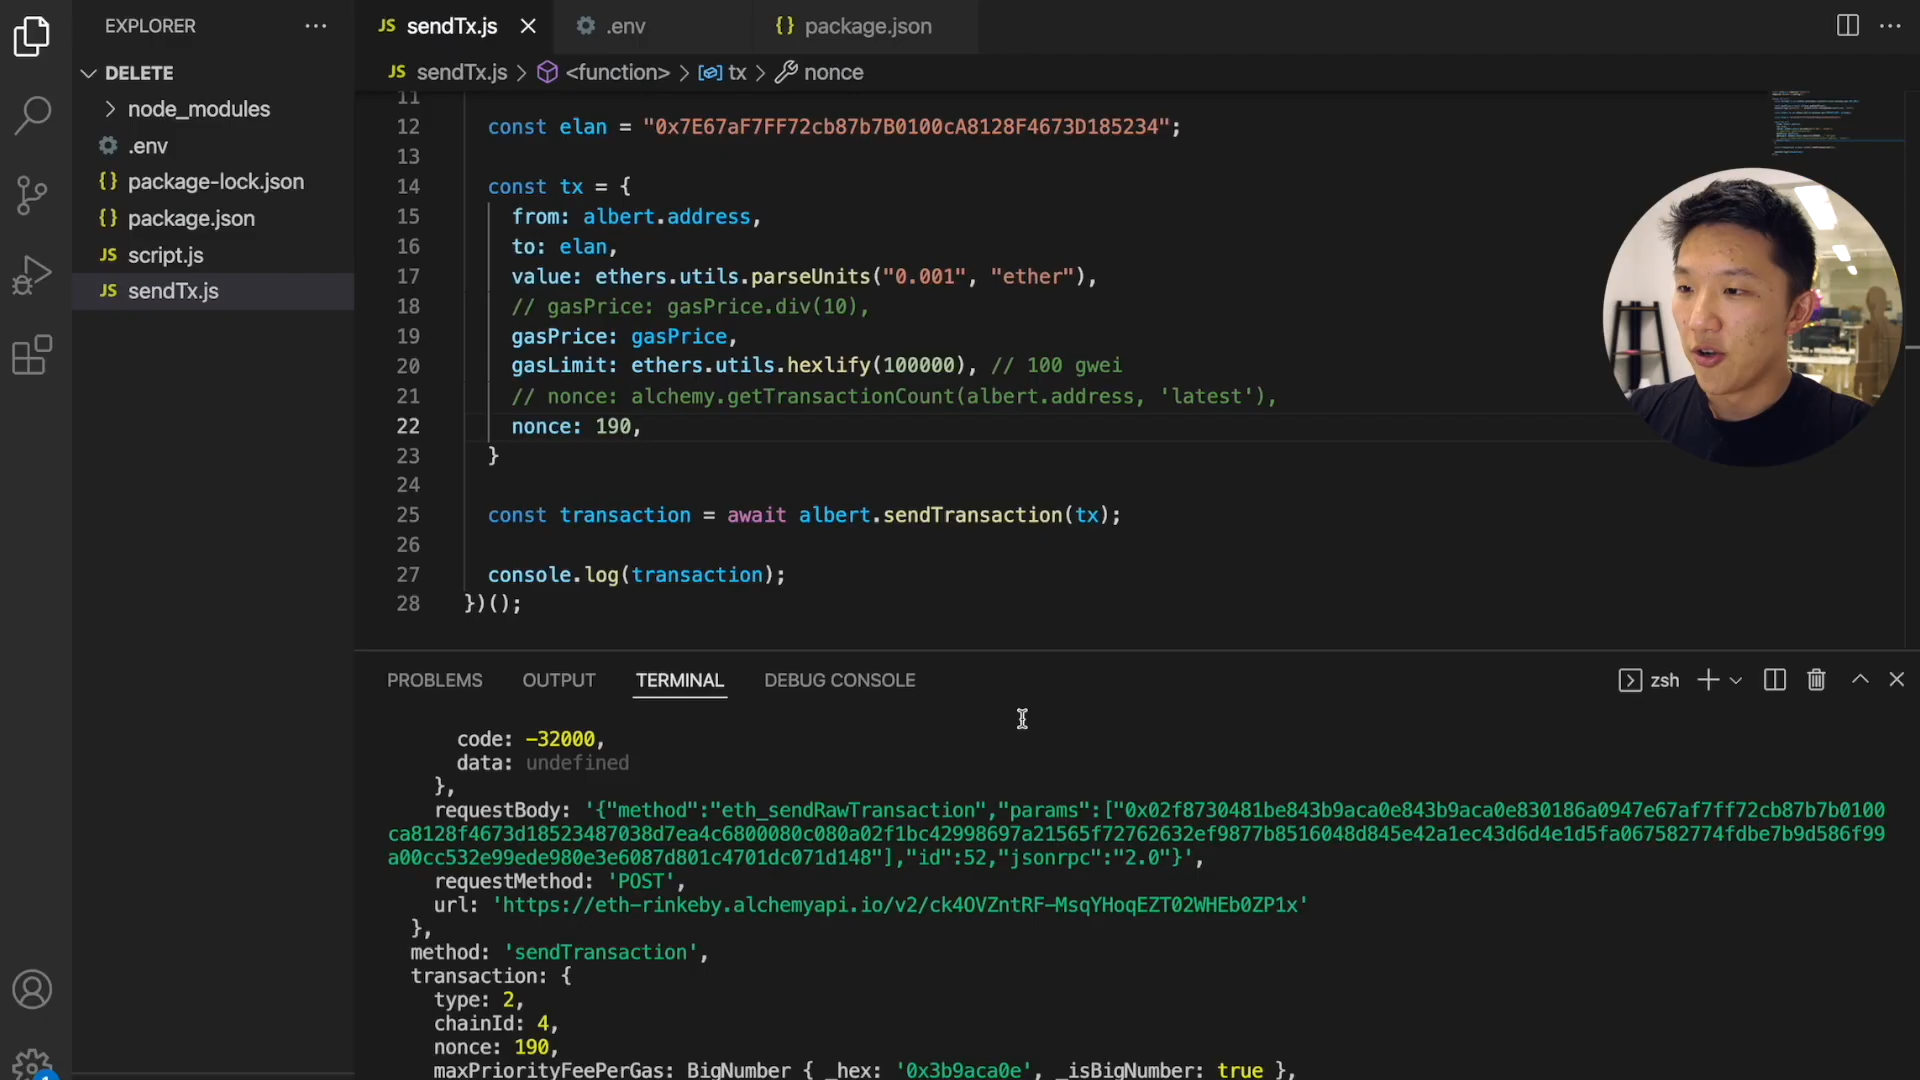 EXPLORER
DELETE
node_modules
.env
package-lock.json
package.json
JS script.js
JS sendTx.js
JS sendTx.js
.env
package.json
JS sendTx.js > <function> > tx > nonce
11
12 const elan = "0x7E67aF7FF72cb87b7B0100cA8128F4673D185234";
13
14 const tx = {
15 from: albert.address,
16 to: elan,
17 value: ethers.utils.parseUnits("0.001", "ether"),
18 // gasPrice: gasPrice.div(10),
19 gasPrice: gasPrice,
20 gasLimit: ethers.utils.hexlify(100000), // 100 gwei
21 // nonce: alchemy.getTransactionCount(albert.address, 'latest'),
22 nonce: 190,
23 }
24
25 const transaction = await albert.sendTransaction(tx);
26
27 console.log(transaction);
28 })();
PROBLEMS OUTPUT TERMINAL DEBUG CONSOLE
zsh
code: -32000,
data: undefined
},
requestBody: '{"method":"eth_sendRawTransaction","params":["0x02f8730481be843b9aca0e843b9aca0e830186a0947e67af7ff72cb87b7b0100
ca8128f4673d18523487038d7ea4c6800080c080a02f1bc42998697a21565f72762632ef9877b8516048d845e42a1ec43d6d4e1d5fa067582774fdbe7b9d586f99
a00cc532e99ede980e3e6087d801c4701dc071d148"],"id":52,"jsonrpc":"2.0"}',
requestMethod: 'POST',
url: 'https://eth-rinkeby.alchemyapi.io/v2/ck4OVZntRF-MsqYHoqEZT02WHEb0ZP1x'
},
method: 'sendTransaction',
transaction: {
type: 2,
chainId: 4,
nonce: 190,
maxPriorityFeePerGas: BigNumber { _hex: '0x3b9aca0e', _isBigNumber: true },